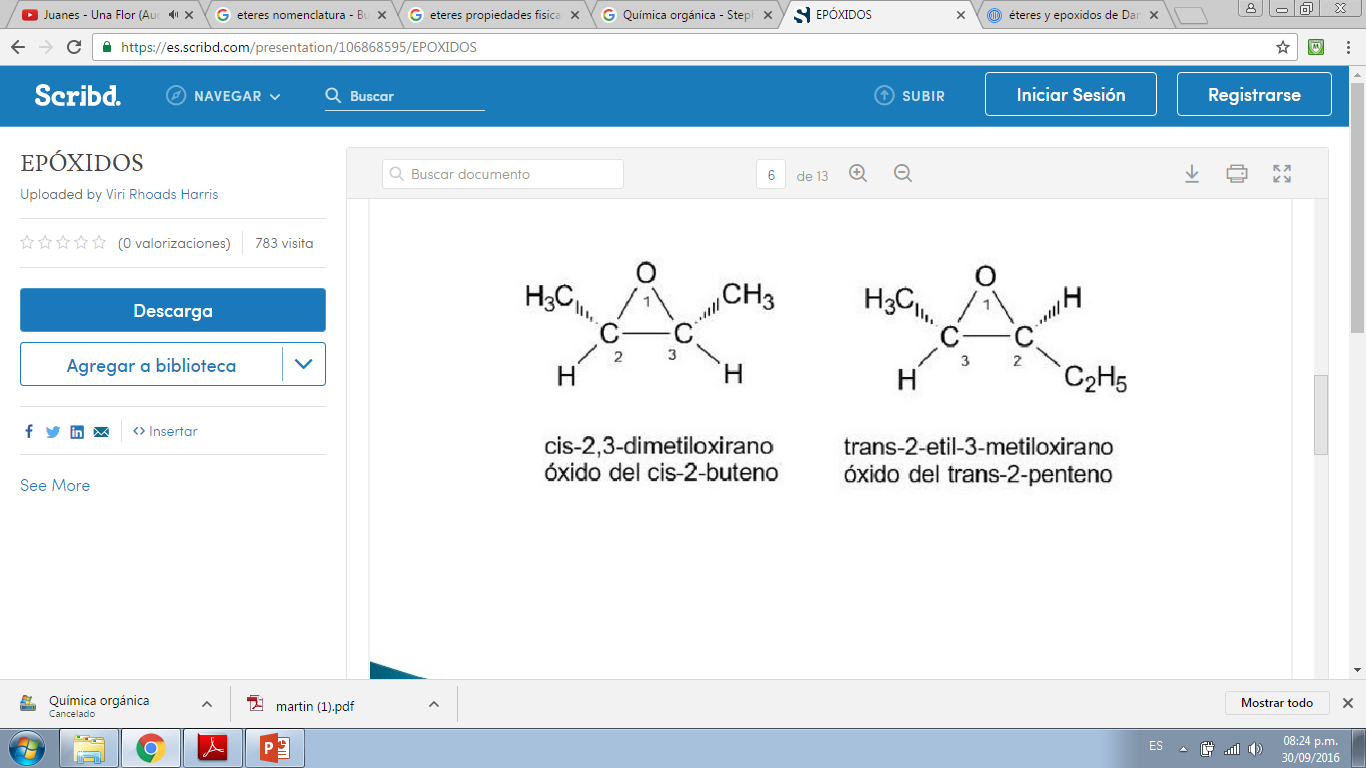 Juanes - Una Flor (Au
eteres nomenclatura - Bu
eteres propiedades fisica
Química orgánica - Step
EPÓXIDOS
éteres y epoxidos de Dar
https://es.scribd.com/presentation/106868595/EPOXIDOS
Scribd.
NAVEGAR
Buscar
SUBIR
Iniciar Sesión
Registrarse
EPÓXIDOS
Uploaded by Viri Rhoads Harris
(0 valorizaciones)
783 visita
Descarga
Agregar a biblioteca
Insertar
See More
Buscar documento
6
de 13
O
1
H3C
CH3
C
C
2
3
H
H
O
1
H3C
H
C
C
3
2
H
C2H5
cis-2,3-dimetiloxirano
óxido del cis-2-buteno
trans-2-etil-3-metiloxirano
óxido del trans-2-penteno
Química orgánica
Cancelado
martin (1).pdf
Mostrar todo
ES
08:24 p.m.
30/09/2016